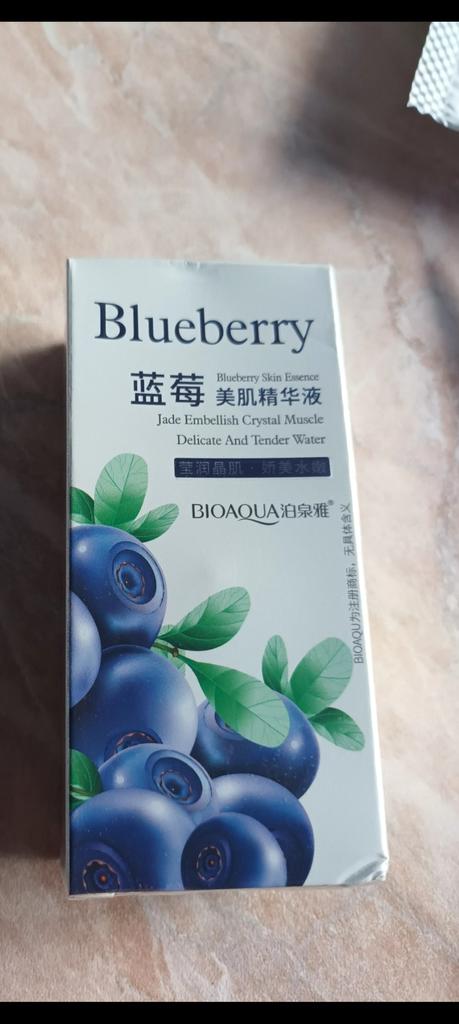 Blueberry
蓝莓 Blueberry Skin Essence
美肌精华液
Jade Embellish Crystal Muscle
Delicate And Tender Water
莹润晶肌·娇美水嫩
BIOAQUA泊泉雅®
BIOAQU为注册商标，无具体含义